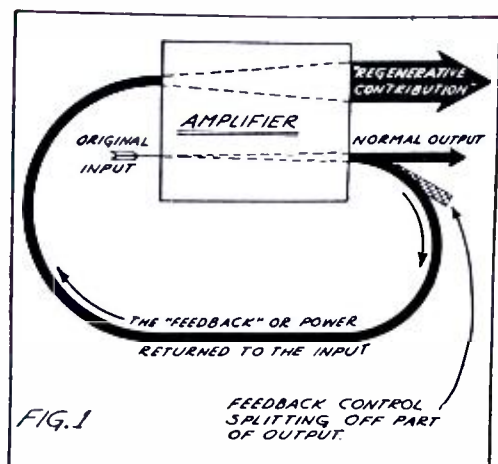 "REGENERATIVE
CONTRIBUTION"
AMPLIFIER
ORIGINAL
INPUT
NORMAL OUTPUT
THE "FEEDBACK" OR POWER
RETURNED TO THE INPUT
FEEDBACK CONTROL
SPLITTING OFF PART
OF OUTPUT.
FIG.1